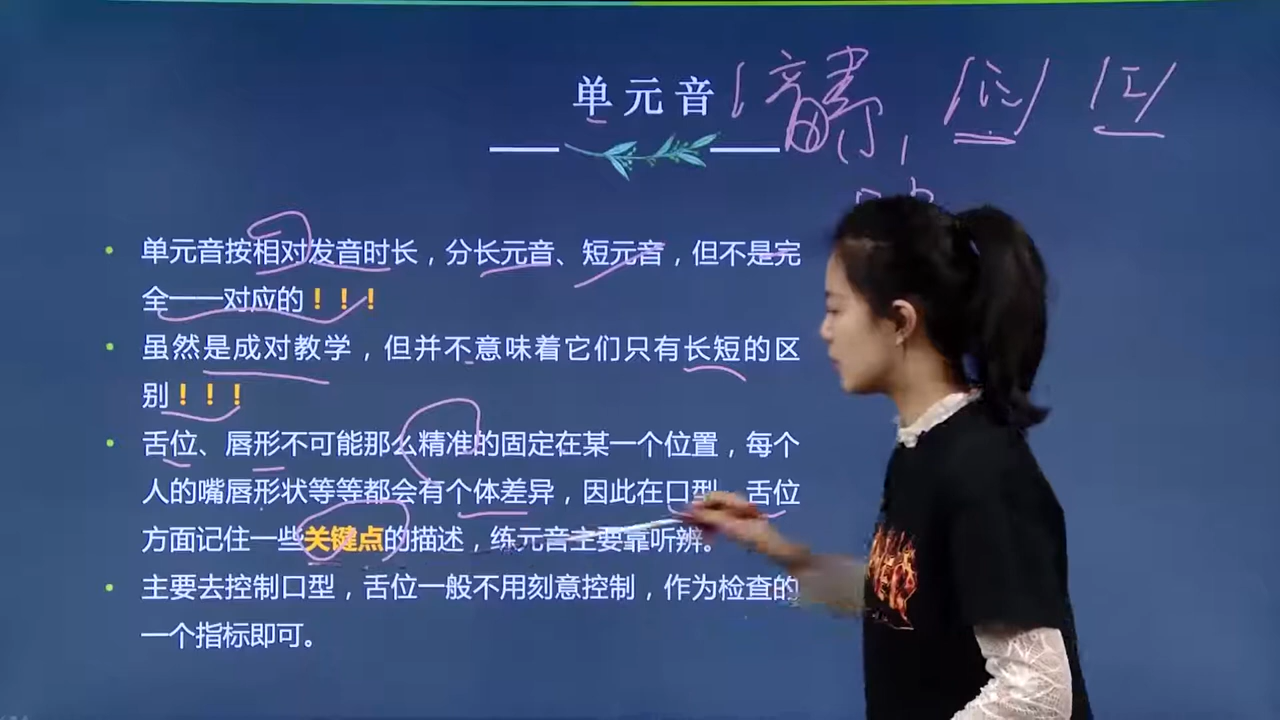 单元音 /iː/ /ɪ/
单元音按相对发音时长，分长元音、短元音，但不是完
全一一对应的！！！
虽然是成对教学，但并不意味着它们只有长短的区
别！！！
舌位、唇形不可能那么精准的固定在某一个位置，每个
人的嘴唇形状等等都会有个体差异，因此在口型、舌位
方面记住一些关键点的描述，练元音主要靠听辨。
主要去控制口型，舌位一般不用刻意控制，作为检查的
一个指标即可。